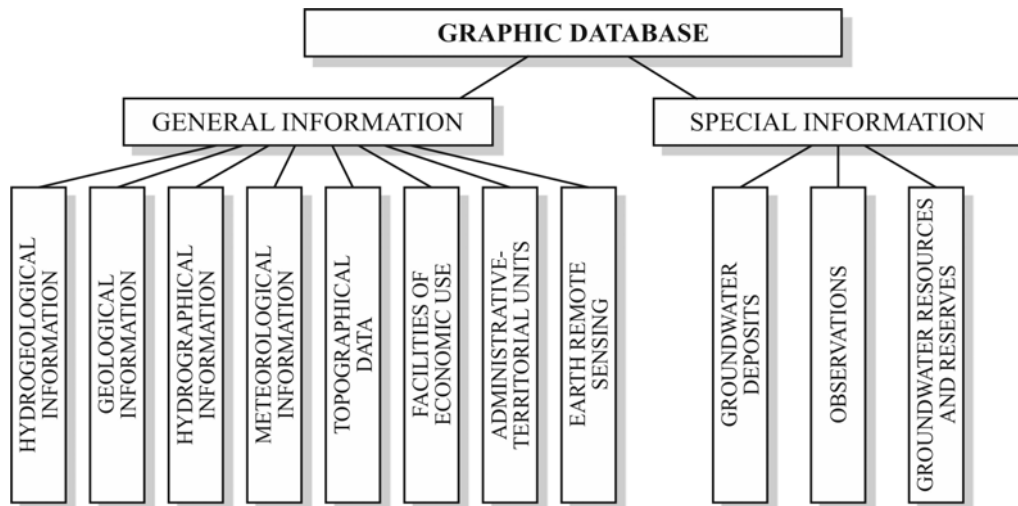 GRAPHIC DATABASE
GENERAL INFORMATION
SPECIAL INFORMATION
HYDROGEOLOGICAL
INFORMATION
GEOLOGICAL
INFORMATION
HYDROGRAPHICAL
INFORMATION
METEOROLOGICAL
INFORMATION
TOPOGRAPHICAL
DATA
FACILITIES OF
ECONOMIC USE
ADMINISTRATIVE-
TERRITORIAL UNITS
EARTH REMOTE
SENSING
GROUNDWATER
DEPOSITS
OBSERVATIONS
GROUNDWATER RESOURCES
AND RESERVES